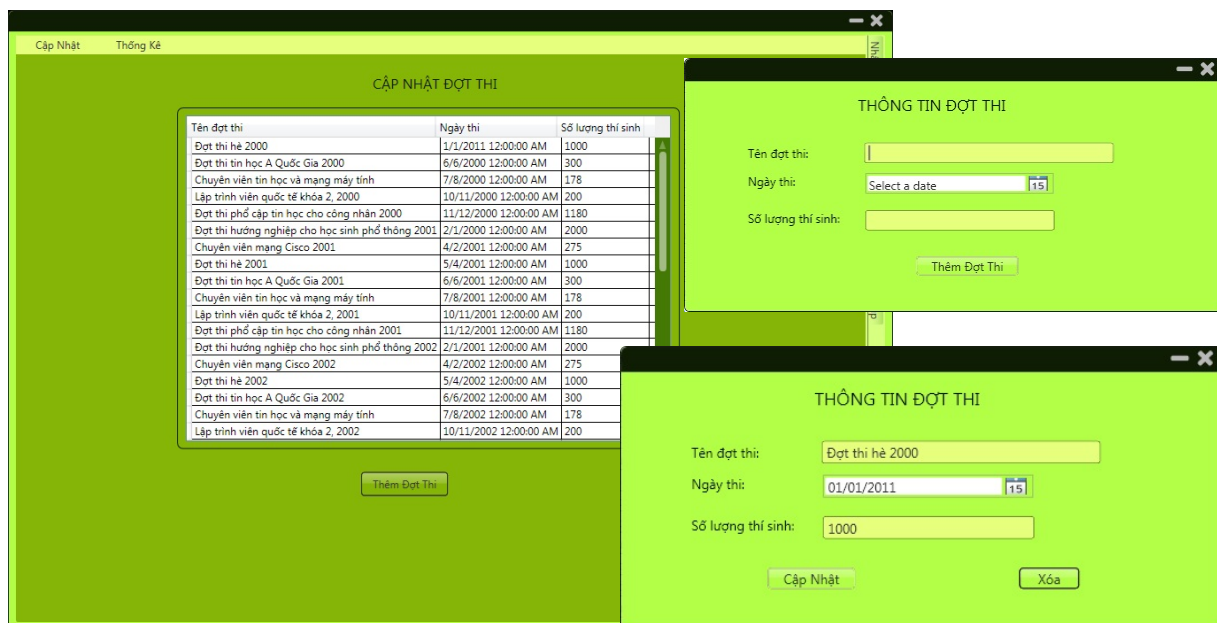 Cập Nhật Thống Kê
CẬP NHẬT ĐỢT THI
Tên đợt thi Ngày thi Số lượng thí sinh
Đợt thi hè 2000 1/1/2011 12:00:00 AM 1000
Đợt thi tin học A Quốc Gia 2000 6/6/2000 12:00:00 AM 300
Chuyên viên tin học và mạng máy tính 7/8/2000 12:00:00 AM 178
Lập trình viên quốc tế khóa 2, 2000 10/11/2000 12:00:00 AM 200
Đợt thi phổ cập tin học cho công nhân 2000 11/12/2000 12:00:00 AM 1180
Đợt thi hướng nghiệp cho học sinh phổ thông 2001 2/1/2000 12:00:00 AM 2000
Chuyên viên mạng Cisco 2001 4/2/2001 12:00:00 AM 275
Đợt thi hè 2001 5/4/2001 12:00:00 AM 1000
Đợt thi tin học A Quốc Gia 2001 6/6/2001 12:00:00 AM 300
Chuyên viên tin học và mạng máy tính 7/8/2001 12:00:00 AM 178
Lập trình viên quốc tế khóa 2, 2001 10/11/2001 12:00:00 AM 200
Đợt thi phổ cập tin học cho công nhân 2001 11/12/2001 12:00:00 AM 1180
Đợt thi hướng nghiệp cho học sinh phổ thông 2002 2/1/2001 12:00:00 AM 2000
Chuyên viên mạng Cisco 2002 4/2/2002 12:00:00 AM 275
Đợt thi hè 2002 5/4/2002 12:00:00 AM 1000
Đợt thi tin học A Quốc Gia 2002 6/6/2002 12:00:00 AM 300
Chuyên viên tin học và mạng máy tính 7/8/2002 12:00:00 AM 178
Lập trình viên quốc tế khóa 2, 2002 10/11/2002 12:00:00 AM 200
Thêm Đợt Thi
THÔNG TIN ĐỢT THI
Tên đợt thi:
Ngày thi: Select a date 15
Số lượng thí sinh:
Thêm Đợt Thi
THÔNG TIN ĐỢT THI
Tên đợt thi: Đợt thi hè 2000
Ngày thi: 01/01/2011 15
Số lượng thí sinh: 1000
Cập Nhật Xóa